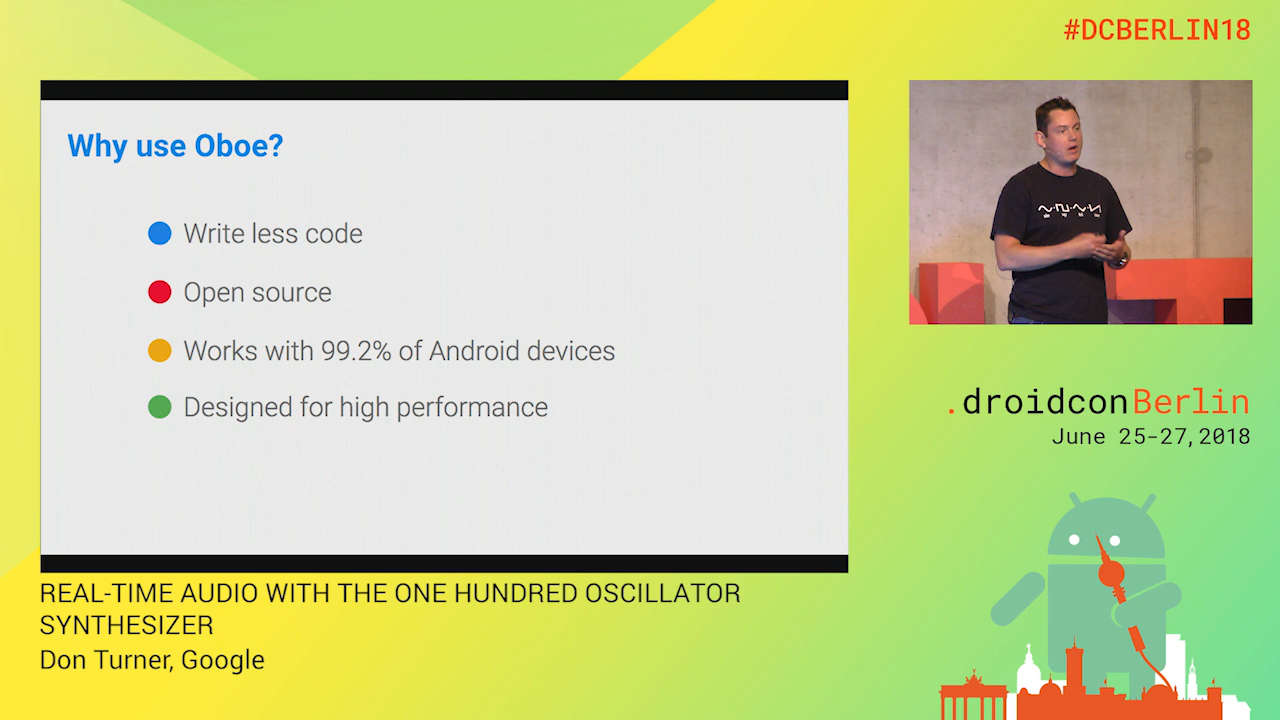 #DCBERLIN18
Why use Oboe?
Write less code
Open source
Works with 99.2% of Android devices
Designed for high performance
.droidconBerlin
June 25-27, 2018
REAL-TIME AUDIO WITH THE ONE HUNDRED OSCILLATOR
SYNTHESIZER
Don Turner, Google